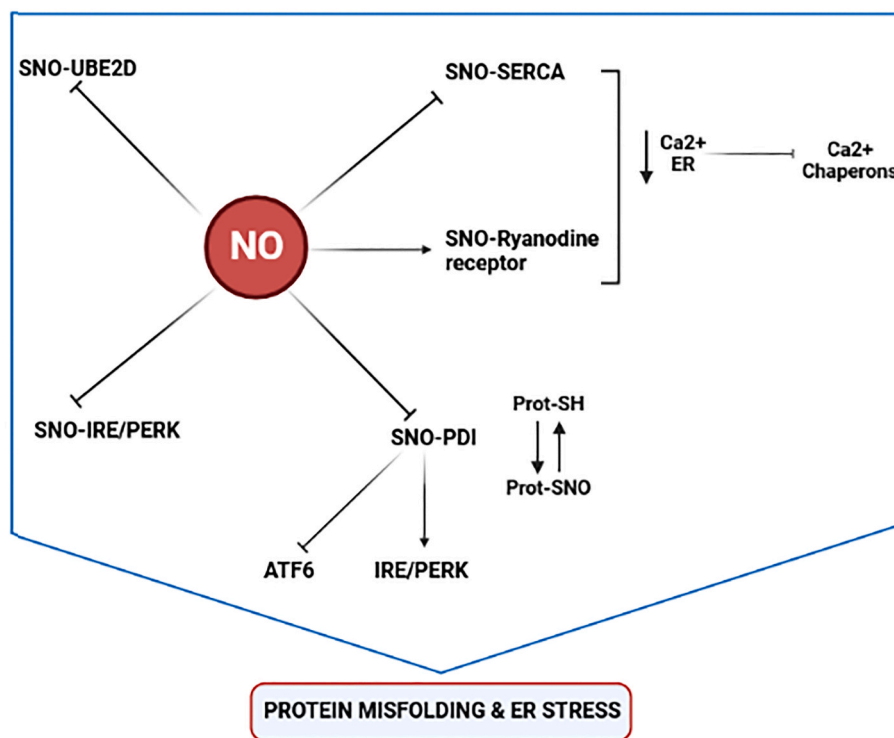 SNO-UBE2D
SNO-SERCA
Ca2+
ER
Ca2+
Chaperons
NO
SNO-Ryanodine
receptor
SNO-IRE/PERK
SNO-PDI
Prot-SH
Prot-SNO
ATF6
IRE/PERK
PROTEIN MISFOLDING & ER STRESS